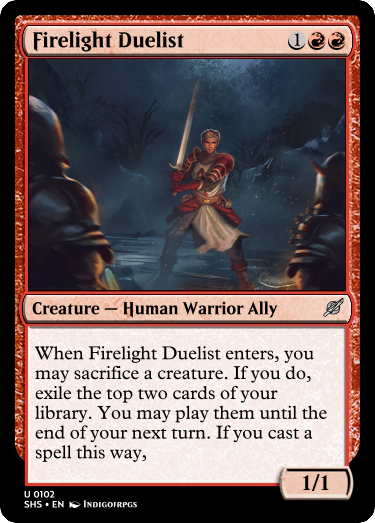 Firelight Duelist 1
Creature — Human Warrior Ally
When Firelight Duelist enters, you
may sacrifice a creature. If you do,
exile the top two cards of your
library. You may play them until the
end of your next turn. If you cast a
spell this way,
1/1
U 0102
SHS • EN Indigo1rpgs